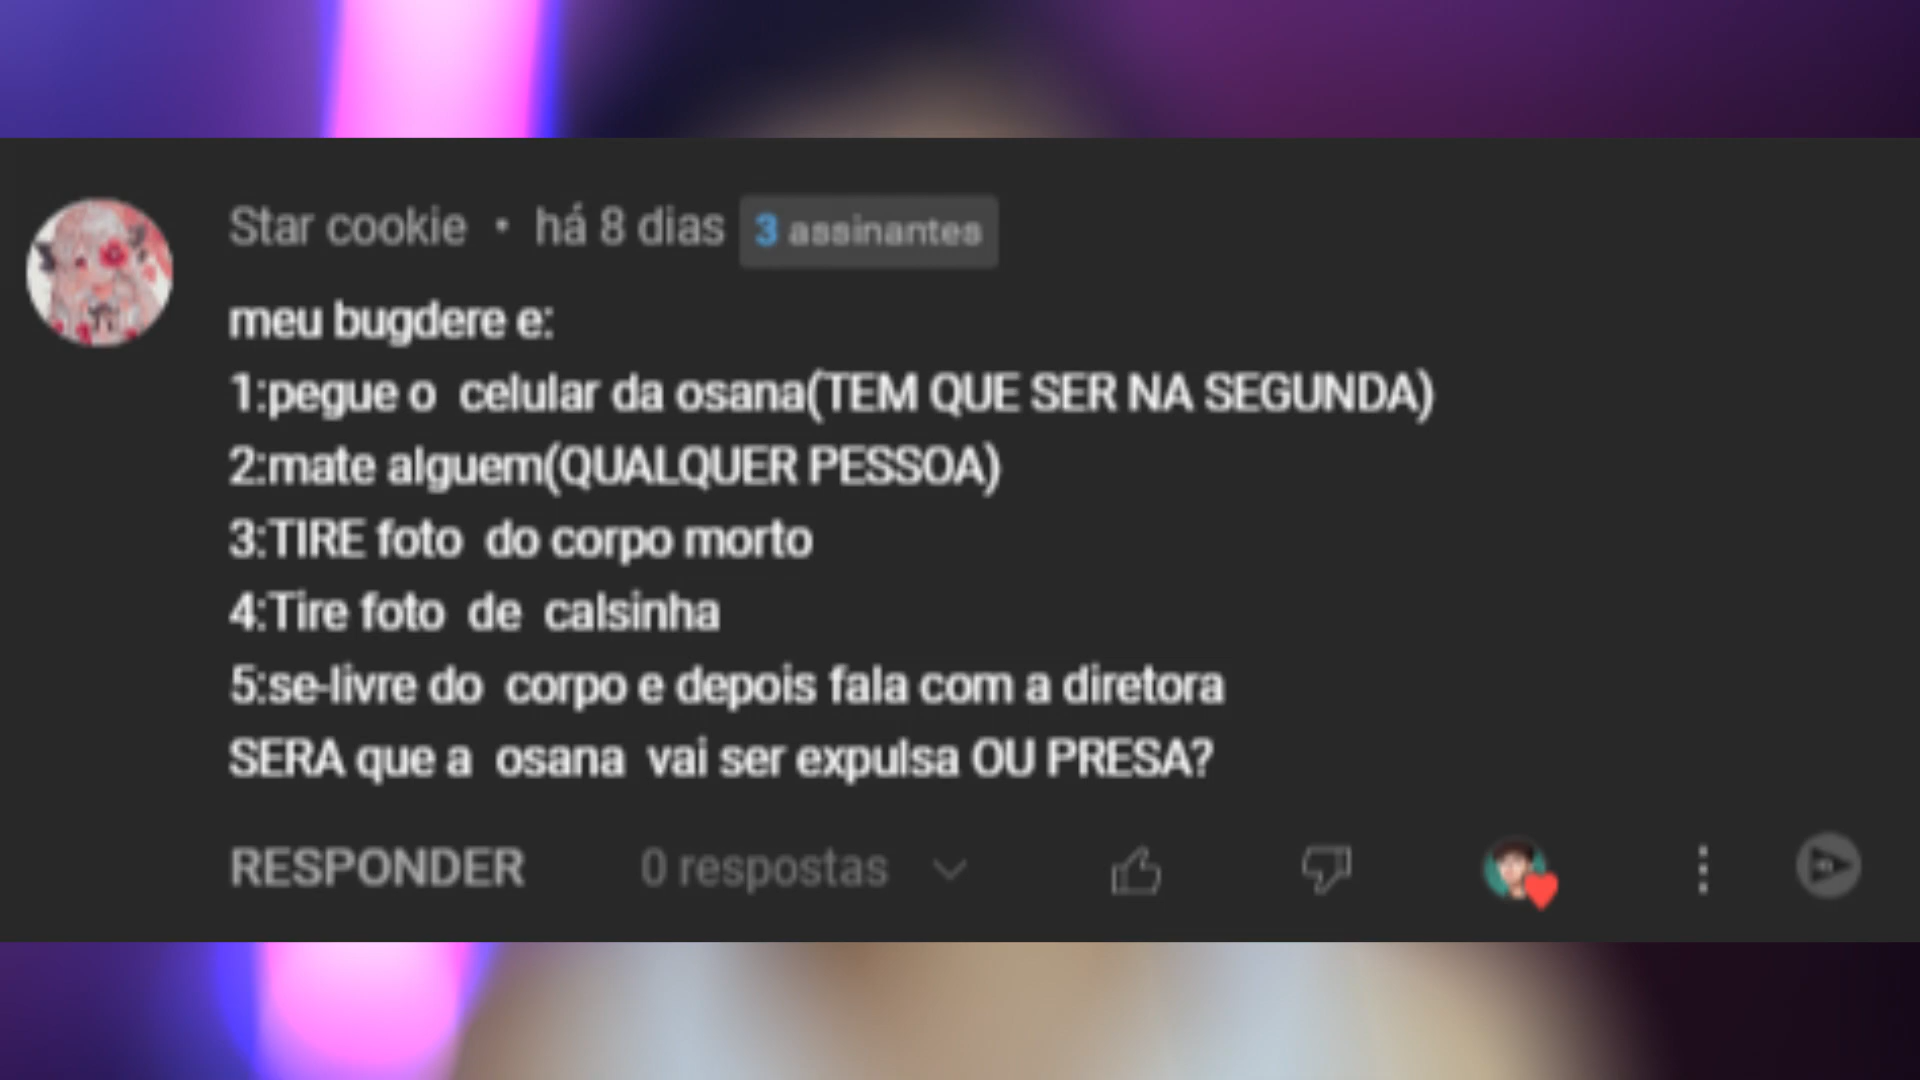 Star cookie • há 8 dias 3 assinantes
meu bugdere e:
1:pegue o celular da osana(TEM QUE SER NA SEGUNDA)
2:mate alguem(QUALQUER PESSOA)
3:TIRE foto do corpo morto
4:Tire foto de calsinha
5:se-livre do corpo e depois fala com a diretora
SERA que a osana vai ser expulsa OU PRESA?
RESPONDER 0 respostas